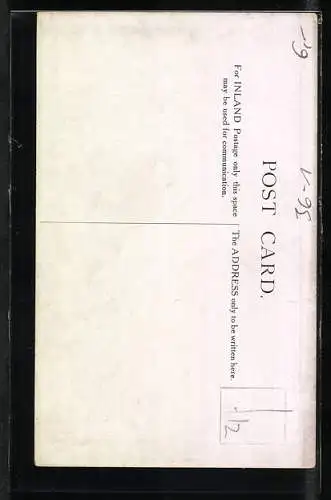 POST CARD.
For INLAND Postage only this space
may be used for communication.
The ADDRESS only to be written here.